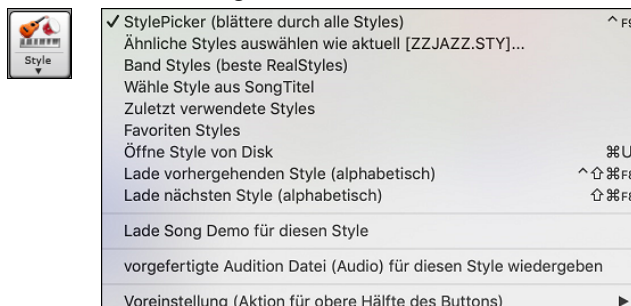 Style
✓ StylePicker (blättere durch alle Styles) ^F9
Ähnliche Styles auswählen wie aktuell [ZZJAZZ.STY]...
Band Styles (beste RealStyles)
Wähle Style aus SongTitel
Zuletzt verwendete Styles
Favoriten Styles
Öffne Style von Disk ⌘U
Lade vorhergehenden Style (alphabetisch) ^⇧⌘F8
Lade nächsten Style (alphabetisch) ⇧⌘F8
Lade Song Demo für diesen Style
vorgefertigte Audition Datei (Audio) für diesen Style wiedergeben
Voreinstellung (Aktion für obere Hälfte des Buttons)